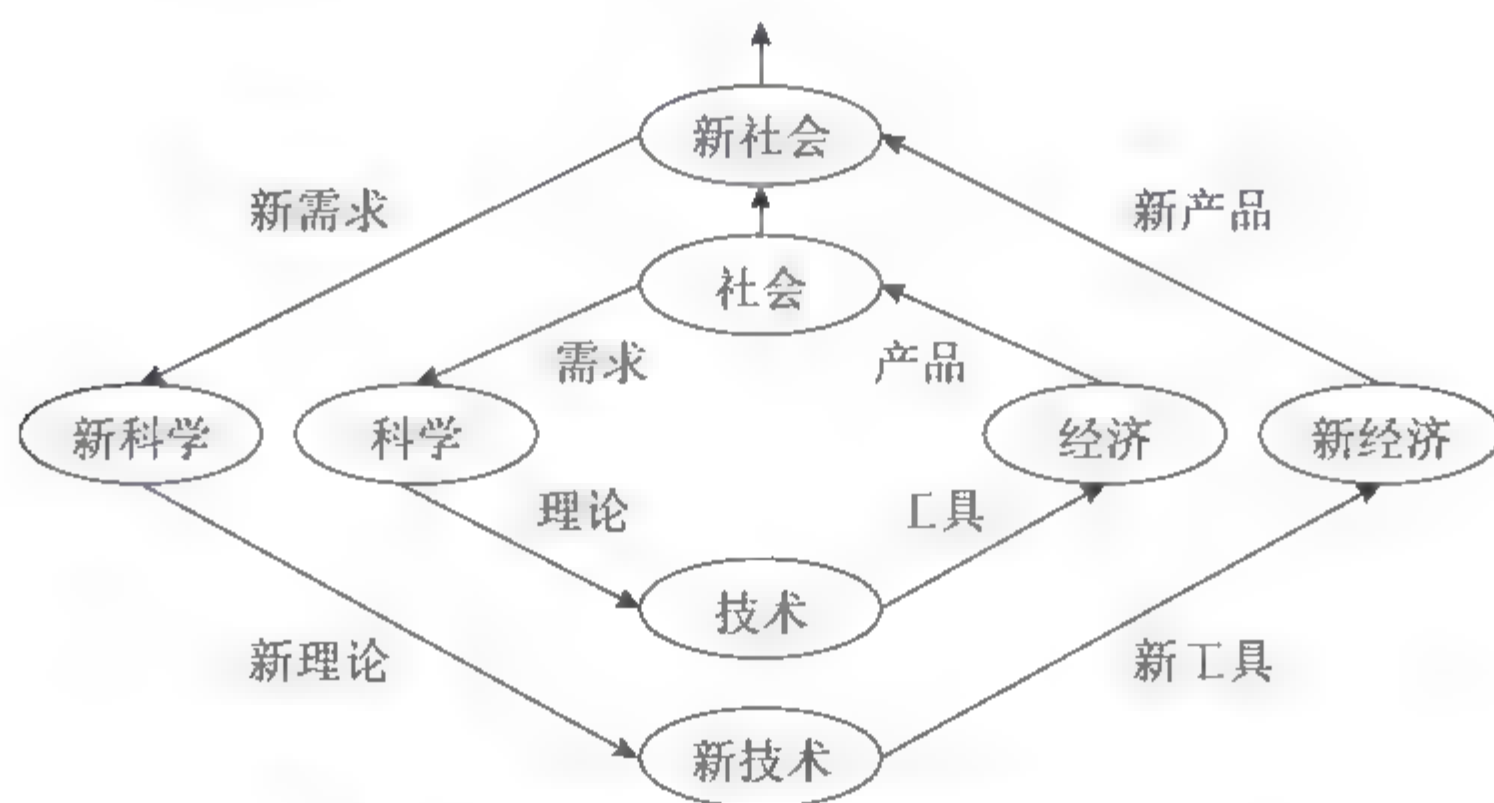 新社会
新需求
新产品
社会
需求
产品
新科学
科学
经济
新经济
理论
工具
技术
新理论
新工具
新技术